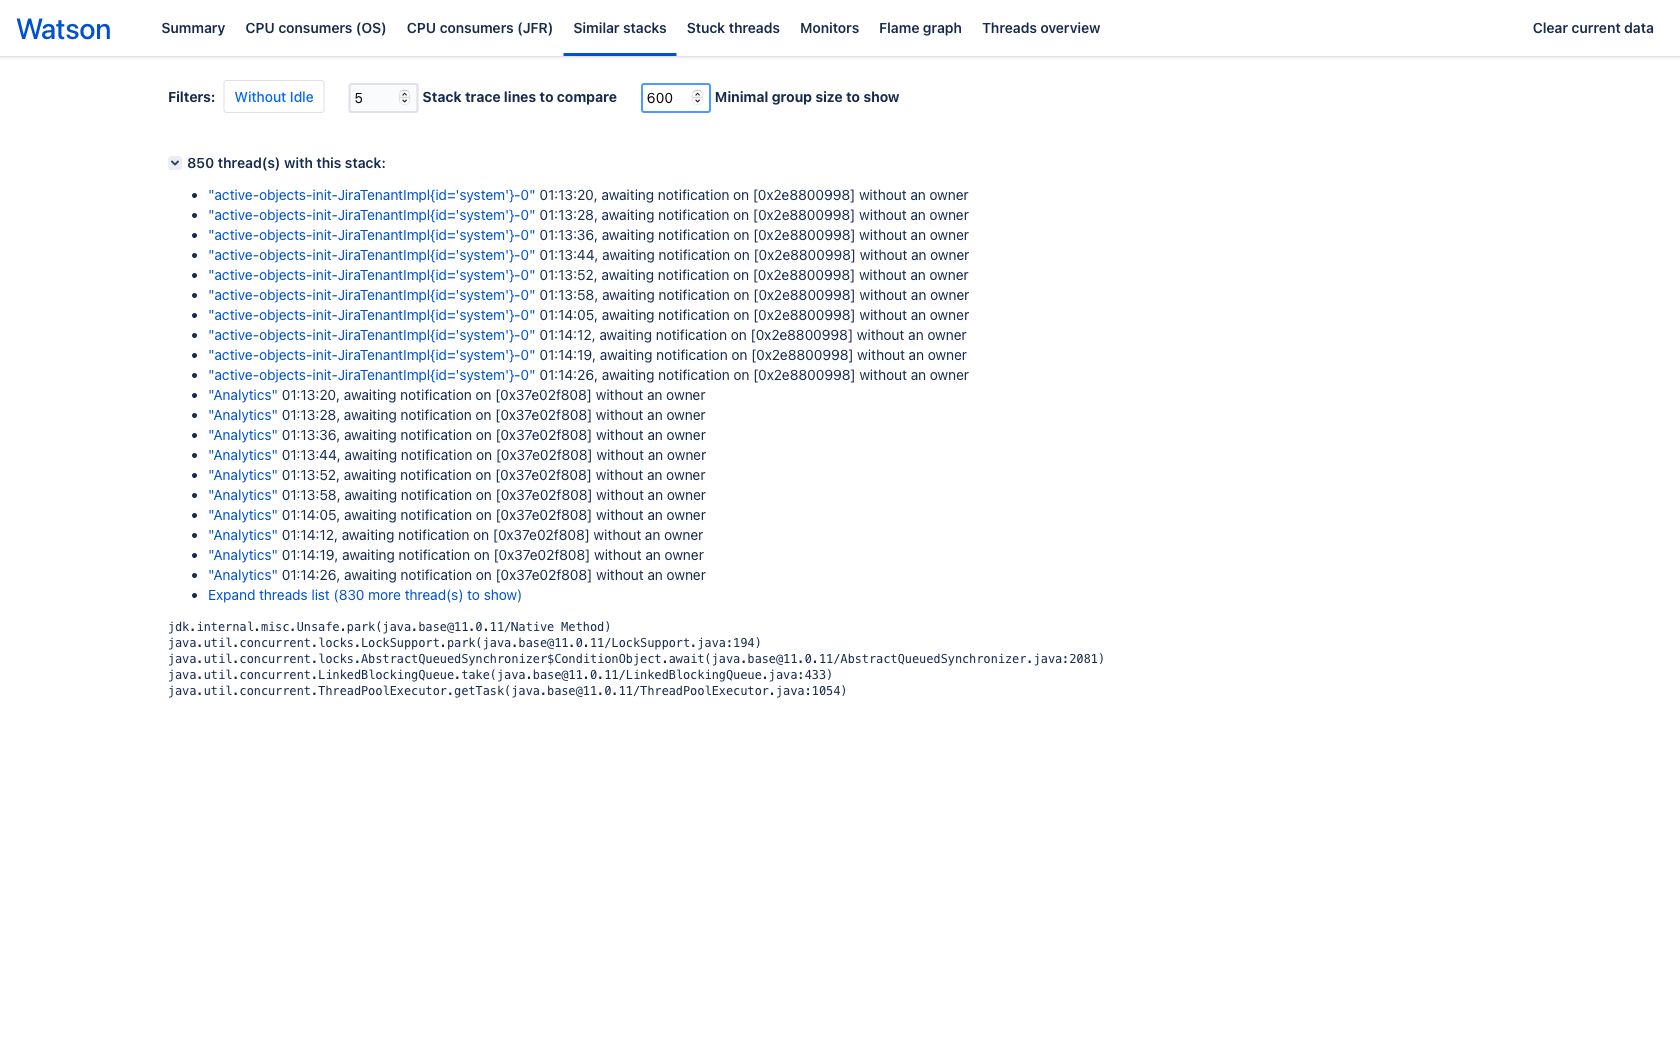 Watson Summary CPU consumers (OS) CPU consumers (JFR) Similar stacks Stuck threads Monitors Flame graph Threads overview Clear current data
Filters: Without Idle 5 Stack trace lines to compare 600 Minimal group size to show
850 thread(s) with this stack:
"active-objects-init-JiraTenantImpl{id='system'}-0" 01:13:20, awaiting notification on [0x2e8800998] without an owner
"active-objects-init-JiraTenantImpl{id='system'}-0" 01:13:28, awaiting notification on [0x2e8800998] without an owner
"active-objects-init-JiraTenantImpl{id='system'}-0" 01:13:36, awaiting notification on [0x2e8800998] without an owner
"active-objects-init-JiraTenantImpl{id='system'}-0" 01:13:44, awaiting notification on [0x2e8800998] without an owner
"active-objects-init-JiraTenantImpl{id='system'}-0" 01:13:52, awaiting notification on [0x2e8800998] without an owner
"active-objects-init-JiraTenantImpl{id='system'}-0" 01:13:58, awaiting notification on [0x2e8800998] without an owner
"active-objects-init-JiraTenantImpl{id='system'}-0" 01:14:05, awaiting notification on [0x2e8800998] without an owner
"active-objects-init-JiraTenantImpl{id='system'}-0" 01:14:12, awaiting notification on [0x2e8800998] without an owner
"active-objects-init-JiraTenantImpl{id='system'}-0" 01:14:19, awaiting notification on [0x2e8800998] without an owner
"active-objects-init-JiraTenantImpl{id='system'}-0" 01:14:26, awaiting notification on [0x2e8800998] without an owner
"Analytics" 01:13:20, awaiting notification on [0x37e02f808] without an owner
"Analytics" 01:13:28, awaiting notification on [0x37e02f808] without an owner
"Analytics" 01:13:36, awaiting notification on [0x37e02f808] without an owner
"Analytics" 01:13:44, awaiting notification on [0x37e02f808] without an owner
"Analytics" 01:13:52, awaiting notification on [0x37e02f808] without an owner
"Analytics" 01:13:58, awaiting notification on [0x37e02f808] without an owner
"Analytics" 01:14:05, awaiting notification on [0x37e02f808] without an owner
"Analytics" 01:14:12, awaiting notification on [0x37e02f808] without an owner
"Analytics" 01:14:19, awaiting notification on [0x37e02f808] without an owner
"Analytics" 01:14:26, awaiting notification on [0x37e02f808] without an owner
Expand threads list (830 more thread(s) to show)
jdk.internal.misc.Unsafe.park(java.base@11.0.11/Native Method)
java.util.concurrent.locks.LockSupport.park(java.base@11.0.11/LockSupport.java:194)
java.util.concurrent.locks.AbstractQueuedSynchronizer$ConditionObject.await(java.base@11.0.11/AbstractQueuedSynchronizer.java:2081)
java.util.concurrent.LinkedBlockingQueue.take(java.base@11.0.11/LinkedBlockingQueue.java:433)
java.util.concurrent.ThreadPoolExecutor.getTask(java.base@11.0.11/ThreadPoolExecutor.java:1054)